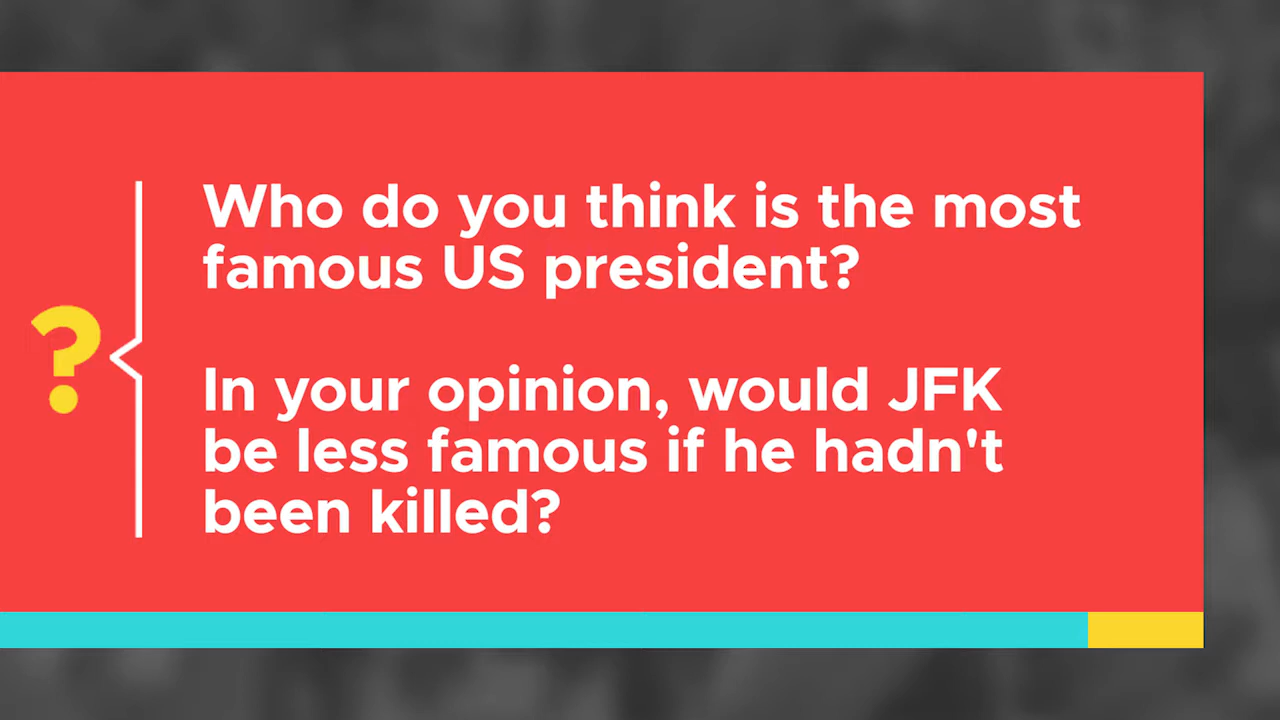 Who do you think is the most
famous US president?
In your opinion, would JFK
be less famous if he hadn't
been killed?
?